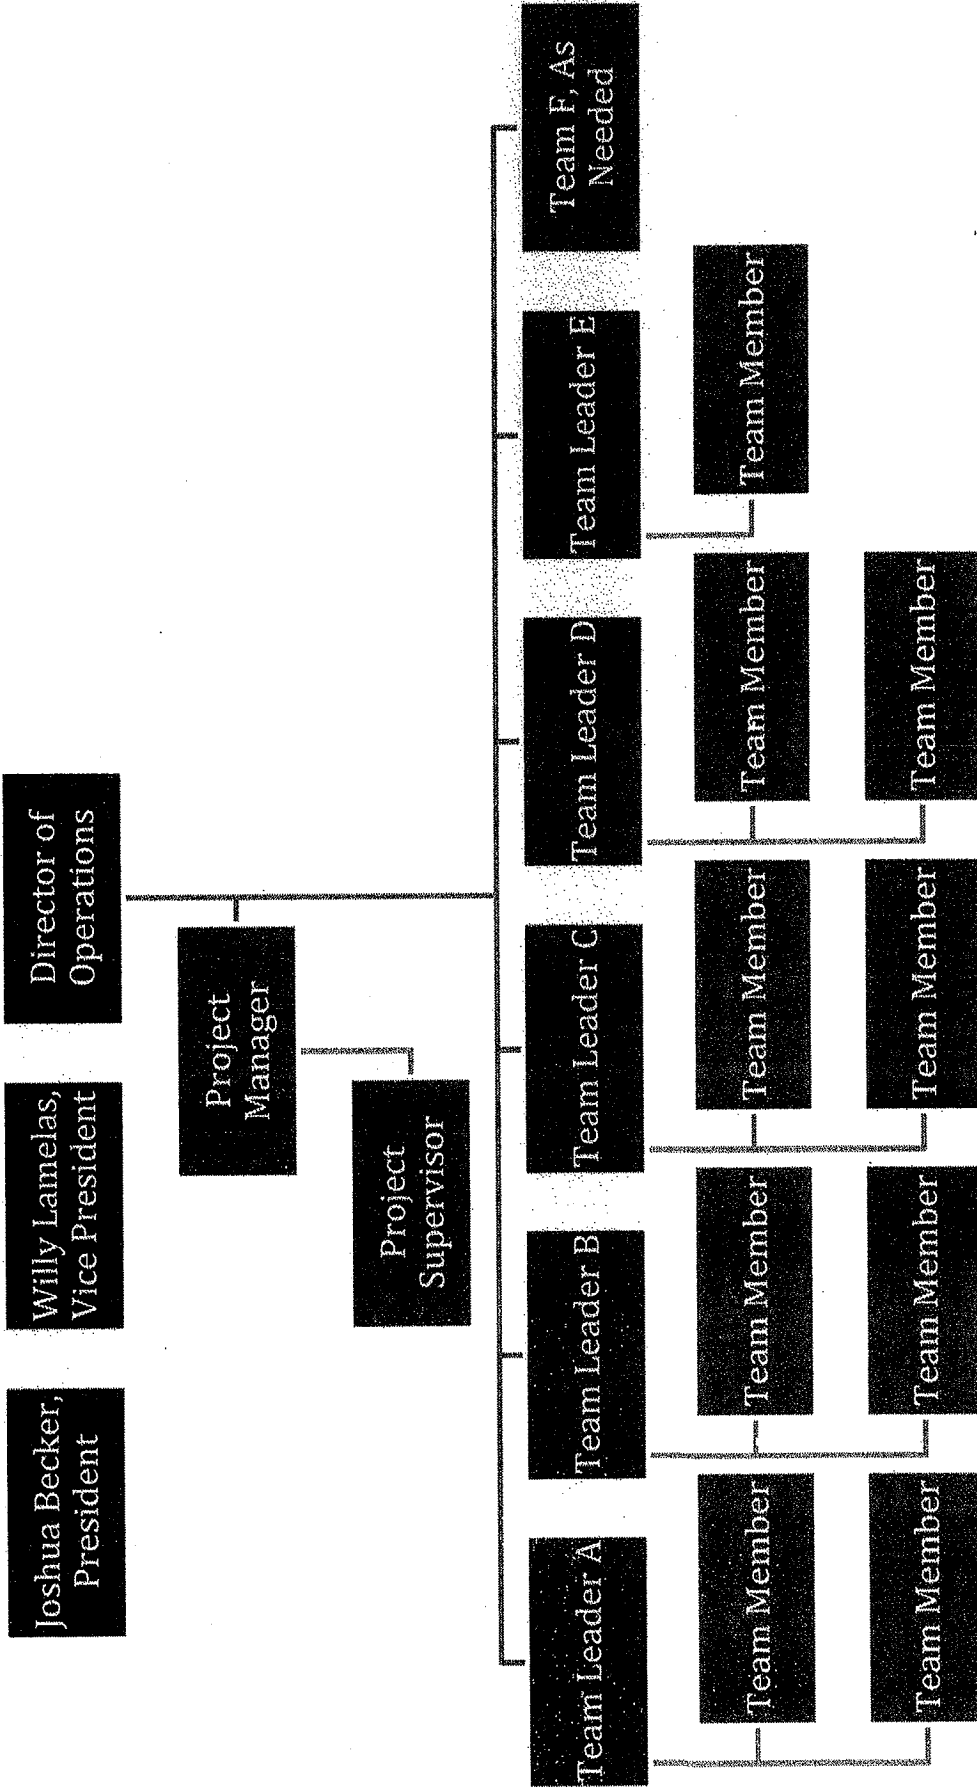 Joshua Becker,
President
Willy Lamelas,
Vice President
Director of
Operations
Project
Manager
Project
Supervisor
Team Leader A
Team Leader B
Team Leader C
Team Leader D
Team Leader E
Team F, As
Needed
Team Member
Team Member
Team Member
Team Member
Team Member
Team Member
Team Member
Team Member
Team Member